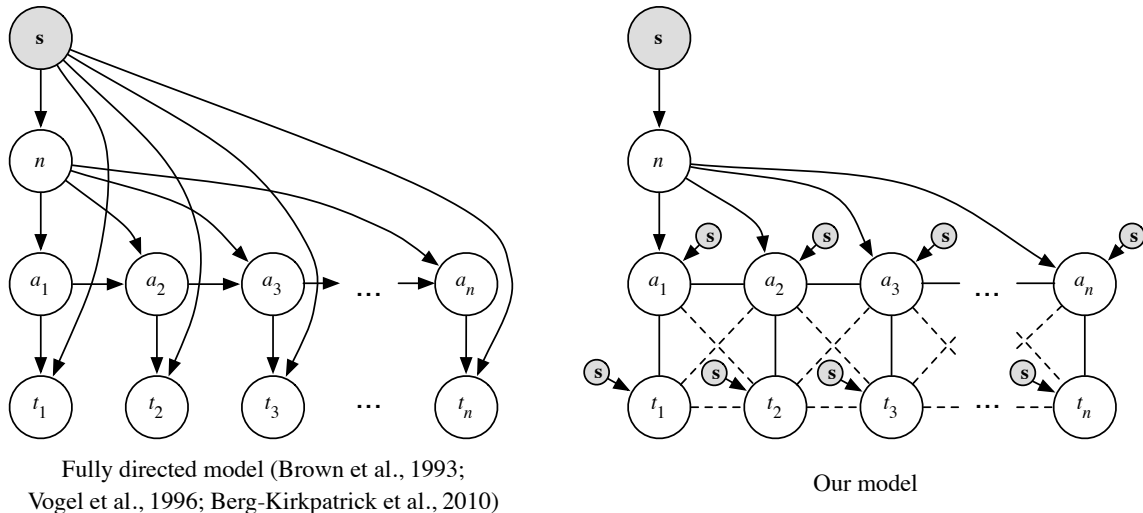 s
n
a1 a2 a3 ... an
t1 t2 t3 ... tn
Fully directed model (Brown et al., 1993;
Vogel et al., 1996; Berg-Kirkpatrick et al., 2010)
s
n
s s s s
a1 a2 a3 ... an
s s s s
t1 t2 t3 ... tn
Our model